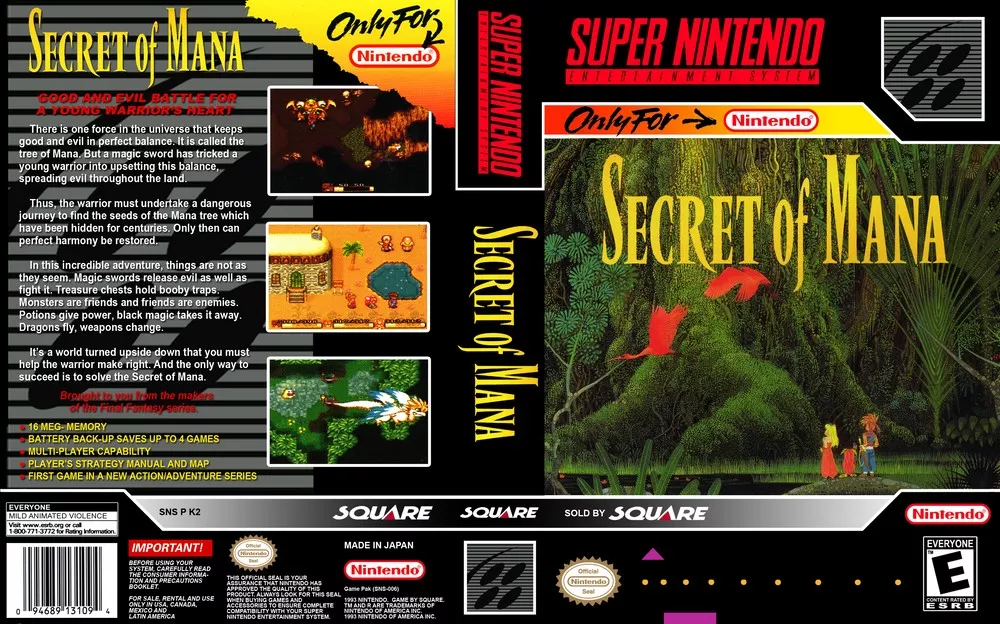 SECRET of MANA
GOOD AND EVIL BATTLE FOR
A YOUNG WARRIOR'S HEART
There is one force in the universe that keeps
good and evil in perfect balance. It is called the
tree of Mana. But a magic sword has tricked a
young warrior into upsetting this balance,
spreading evil throughout the land.
Thus, the warrior must undertake a dangerous
journey to find the seeds of the Mana tree which
have been hidden for centuries. Only then can
perfect harmony be restored.
In this incredible adventure, things are not as
they seem. Magic swords release evil as well as
fight it. Treasure chests hold booby traps.
Monsters are friends and friends are enemies.
Potions give power, black magic takes it away.
Dragons fly, weapons change.
It's a world turned upside down that you must
help the warrior make right. And the only way to
succeed is to solve the Secret of Mana.
Brought to you from the makers
of the Final Fantasy series.
16 MEG- MEMORY
BATTERY BACK-UP SAVES UP TO 4 GAMES
MULTI-PLAYER CAPABILITY
PLAYER'S STRATEGY MANUAL AND MAP
FIRST GAME IN A NEW ACTION/ADVENTURE SERIES
Only For
Nintendo
EVERYONE
MILD ANIMATED VIOLENCE
Visit www.esrb.org or call
1-800-771-3772 for Rating Information.
SNS P K2
SQUARE
0 94689 13109 4
IMPORTANT!
BEFORE USING YOUR
SYSTEM, CAREFULLY READ
THE CONSUMER INFORMA-
TION AND PRECAUTIONS
BOOKLET.
FOR SALE, RENTAL AND USE
ONLY IN USA, CANADA,
MEXICO AND
LATIN AMERICA
Official
Nintendo
Seal
THIS OFFICIAL SEAL IS YOUR
ASSURANCE THAT NINTENDO HAS
APPROVED THE QUALITY OF THIS
PRODUCT. ALWAYS LOOK FOR THIS SEAL
WHEN BUYING GAMES AND
ACCESSORIES TO ENSURE COMPLETE
COMPATIBILITY WITH YOUR SUPER
NINTENDO ENTERTAINMENT SYSTEM.
MADE IN JAPAN
Nintendo
Game Pak (SNS-006)
1993 NINTENDO. GAME BY SQUARE.
TM AND R ARE TRADEMARKS OF
NINTENDO OF AMERICA INC.
1993 NINTENDO OF AMERICA INC.
SUPER NINTENDO
ENTERTAINMENT SYSTEM
SECRET of MANA
SQUARE
SUPER NINTENDO
ENTERTAINMENT SYSTEM
Only For
Nintendo
SECRET of MANA
SOLD BY SQUARE
Nintendo
Official
Nintendo
Seal
EVERYONE
E
CONTENT RATED BY
ESRB